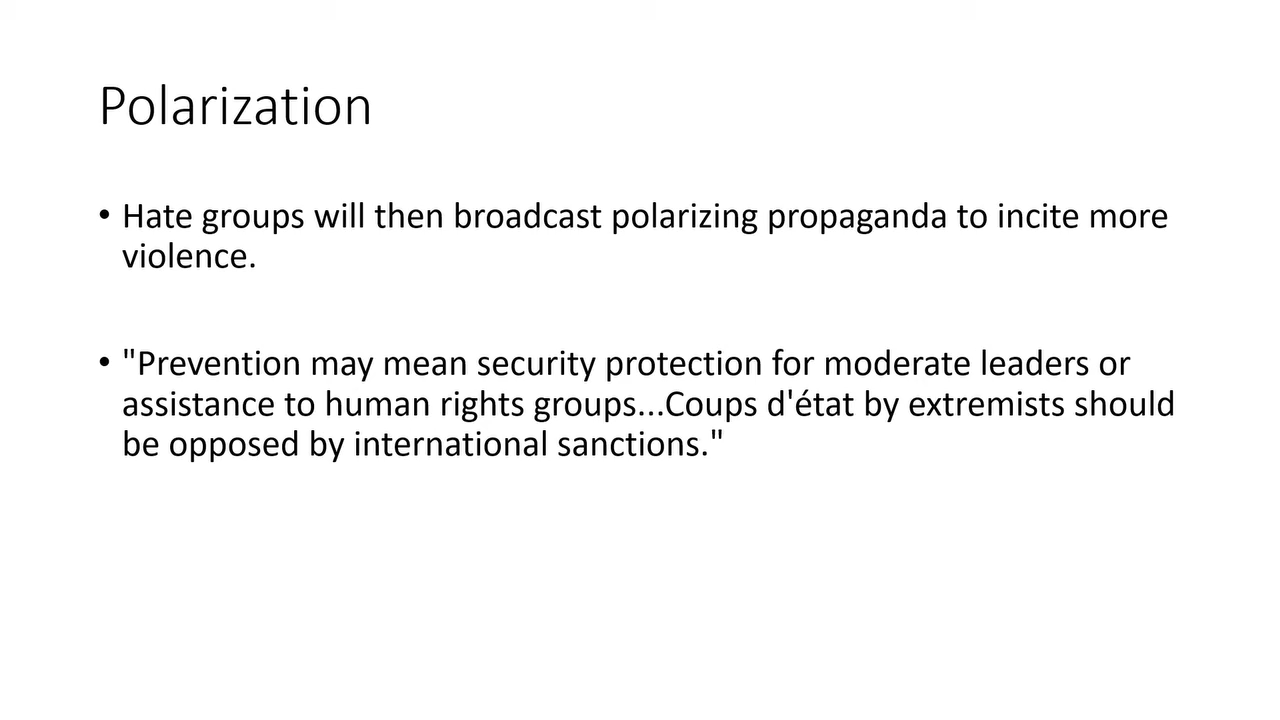 Polarization
• Hate groups will then broadcast polarizing propaganda to incite more
violence.
• "Prevention may mean security protection for moderate leaders or
assistance to human rights groups...Coups d'état by extremists should
be opposed by international sanctions."